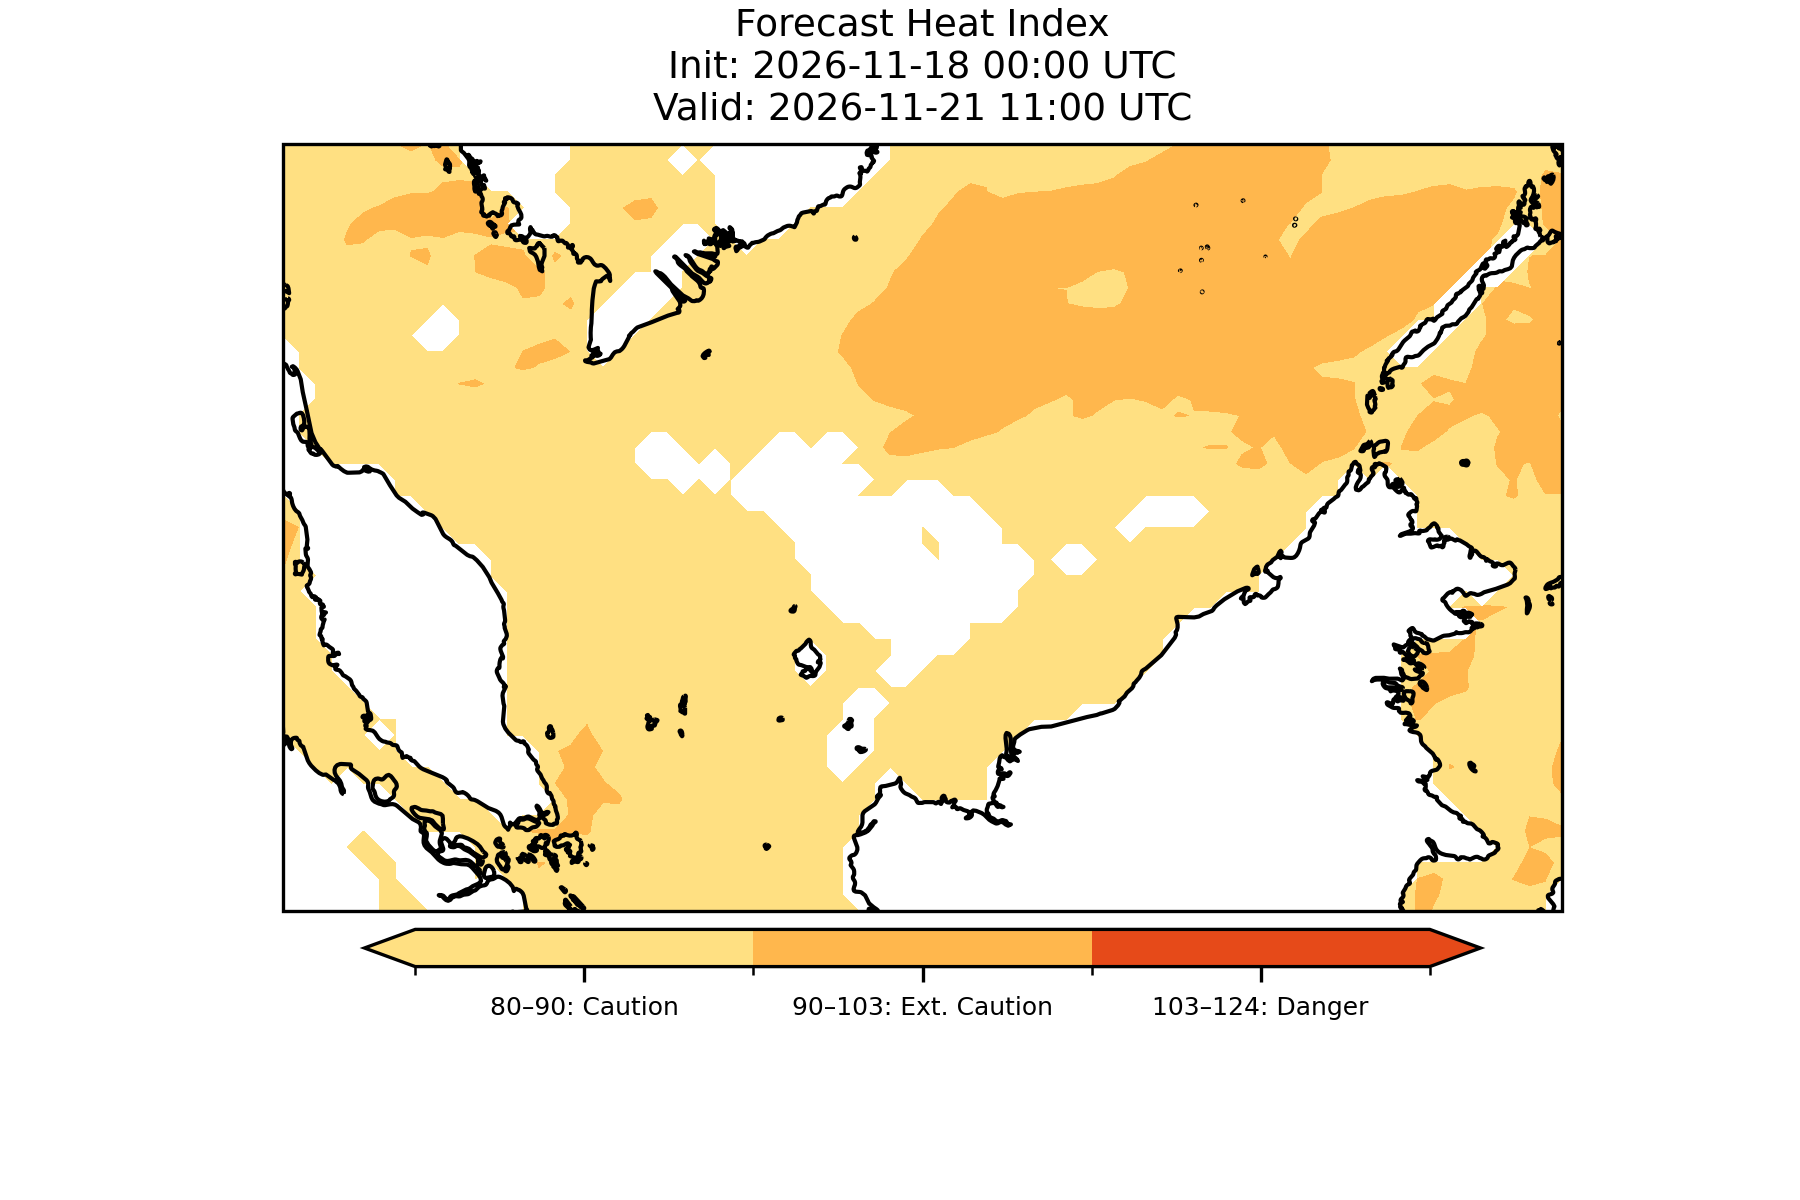 Forecast Heat Index
Init: 2026-11-18 00:00 UTC
Valid: 2026-11-21 11:00 UTC
80–90: Caution
90–103: Ext. Caution
103–124: Danger